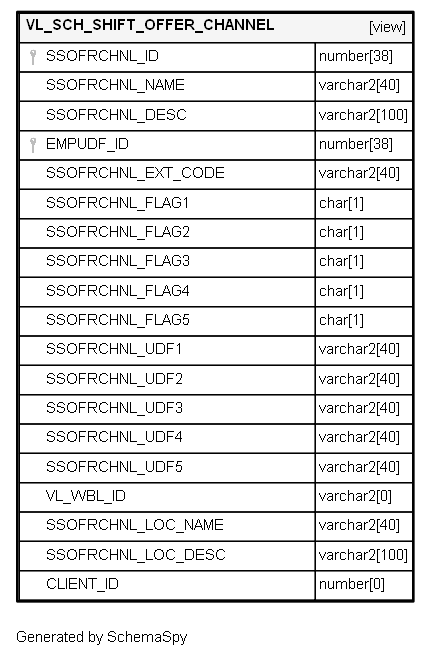 VL_SCH_SHIFT_OFFER_CHANNEL [view]
SSOFRCHNL_ID number[38]
SSOFRCHNL_NAME varchar2[40]
SSOFRCHNL_DESC varchar2[100]
EMPUDF_ID number[38]
SSOFRCHNL_EXT_CODE varchar2[40]
SSOFRCHNL_FLAG1 char[1]
SSOFRCHNL_FLAG2 char[1]
SSOFRCHNL_FLAG3 char[1]
SSOFRCHNL_FLAG4 char[1]
SSOFRCHNL_FLAG5 char[1]
SSOFRCHNL_UDF1 varchar2[40]
SSOFRCHNL_UDF2 varchar2[40]
SSOFRCHNL_UDF3 varchar2[40]
SSOFRCHNL_UDF4 varchar2[40]
SSOFRCHNL_UDF5 varchar2[40]
VL_WBL_ID varchar2[0]
SSOFRCHNL_LOC_NAME varchar2[40]
SSOFRCHNL_LOC_DESC varchar2[100]
CLIENT_ID number[0]
Generated by SchemaSpy